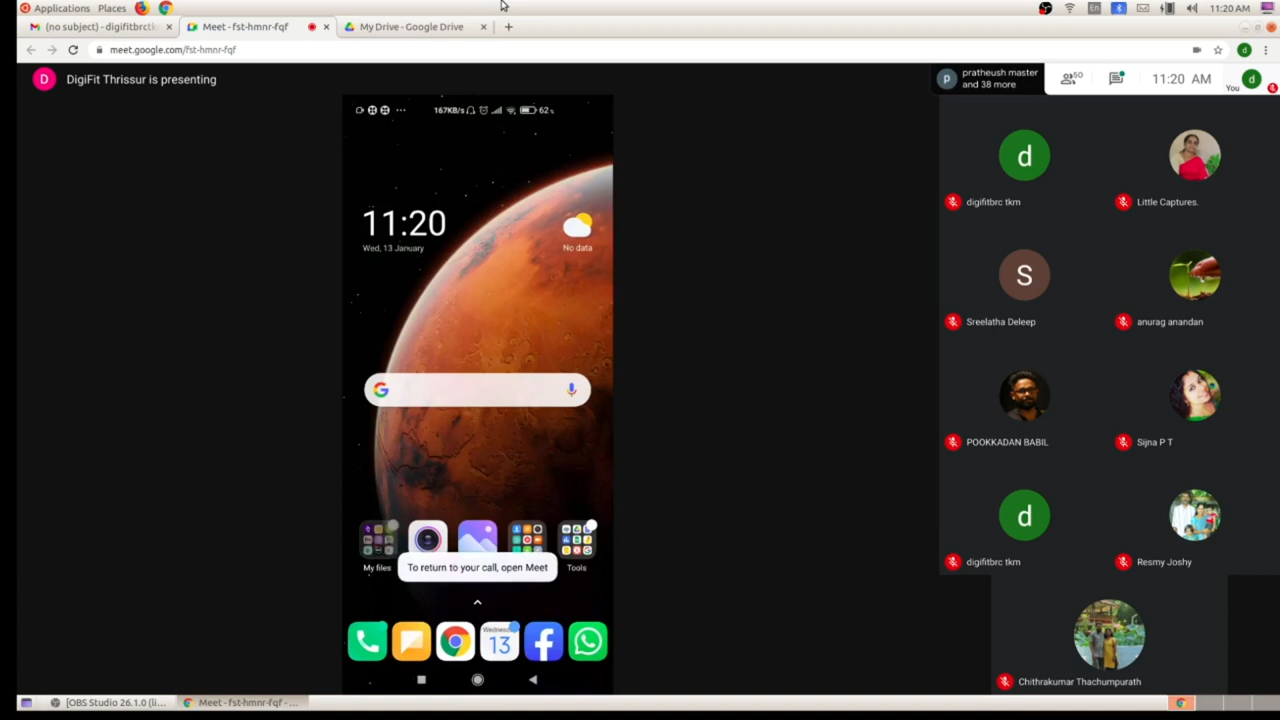 Applications Places En 11:20 AM
(no subject) - digifitbrctk
Meet - fst-hmnr-fqf
My Drive - Google Drive
meet.google.com/fst-hmnr-fqf
d
D DigiFit Thrissur is presenting
p pratheush master
and 38 more
50
11:20 AM
You d
167KB/s 62
11:20
Wed, 13 January
No data
G
My files
Tools
To return to your call, open Meet
Wednesday
13
d
digifitbrc tkm
Little Captures.
S
Sreelatha Deleep
anurag anandan
POOKKADAN BABIL
Sijna P T
d
digifitbrc tkm
Resmy Joshy
Chithrakumar Thachumpurath
[OBS Studio 26.1.0 (li...
Meet - fst-hmnr-fqf - ...